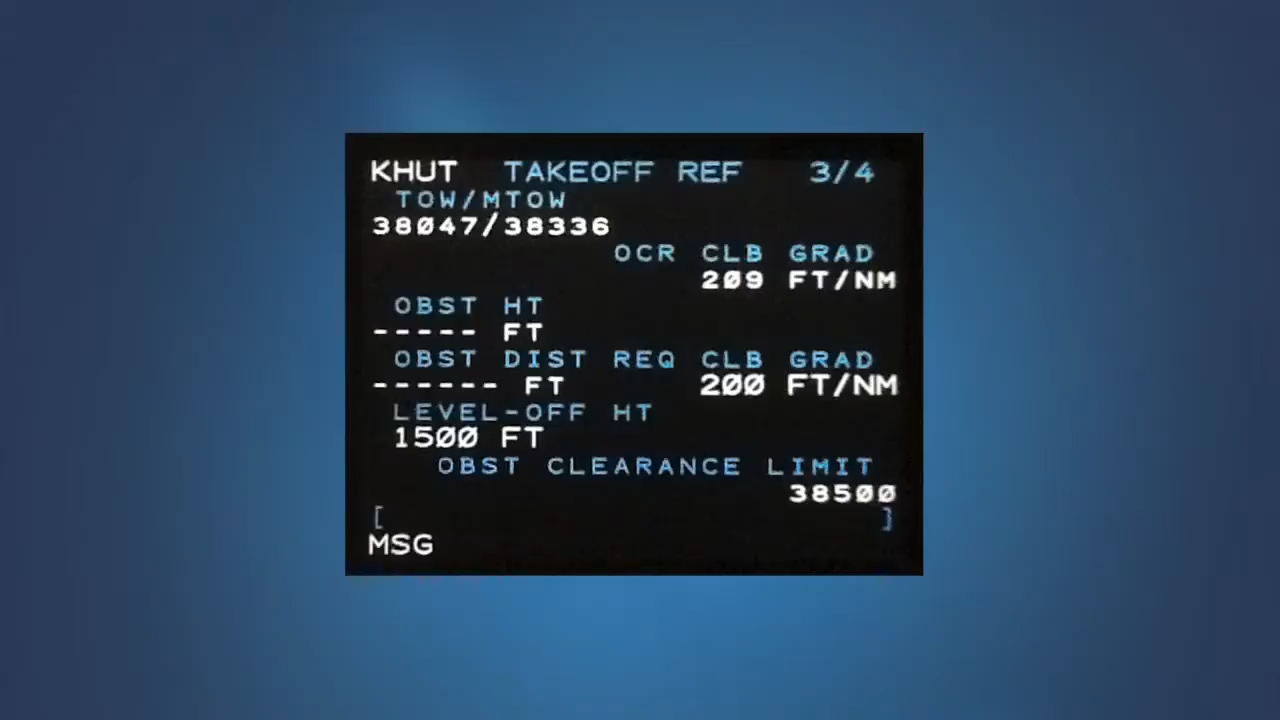 KHUT TAKEOFF REF 3/4
TOW/MTOW
38047/38336
OCR CLB GRAD
209 FT/NM
OBST HT
----- FT
OBST DIST REQ CLB GRAD
------ FT 200 FT/NM
LEVEL-OFF HT
1500 FT
OBST CLEARANCE LIMIT
38500
[ ]
MSG